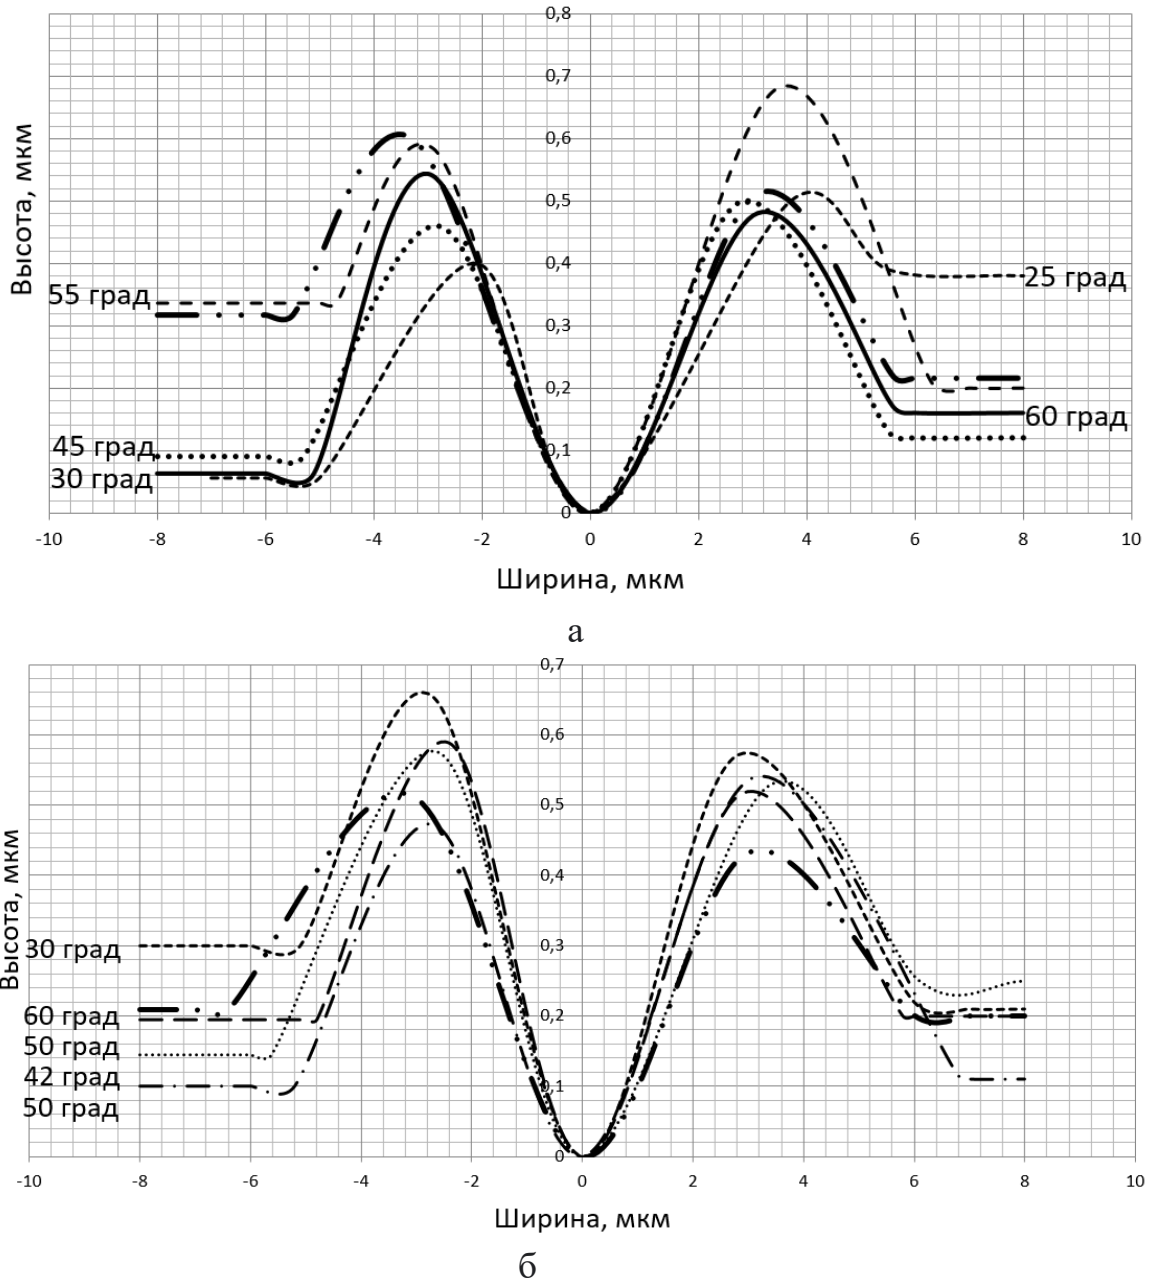 0,8
0,7
0,6
0,5
0,4
0,3
0,2
0,1
0
Высота, мкм
55 град
45 град
30 град
25 град
60 град
-10 -8 -6 -4 -2 0 2 4 6 8 10
Ширина, мкм
а
0,7
0,6
0,5
0,4
0,3
0,2
0,1
0
Высота, мкм
30 град
60 град
50 град
42 град
50 град
-10 -8 -6 -4 -2 0 2 4 6 8 10
Ширина, мкм
б